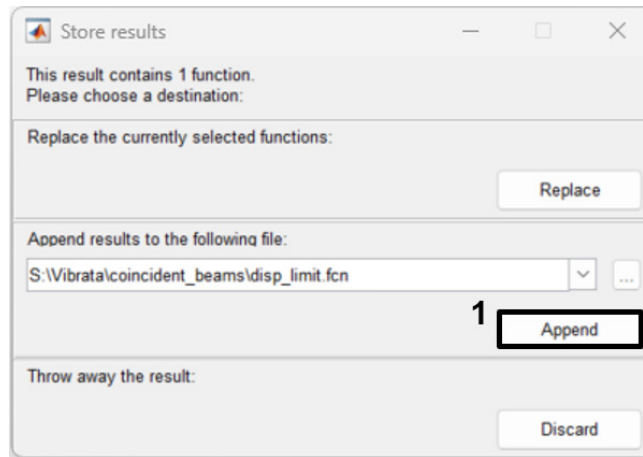 Store results
This result contains 1 function.
Please choose a destination:
Replace the currently selected functions:
Replace
Append results to the following file:
S:\Vibrata\coincident_beams\disp_limit.fcn
...
1
Append
Throw away the result:
Discard